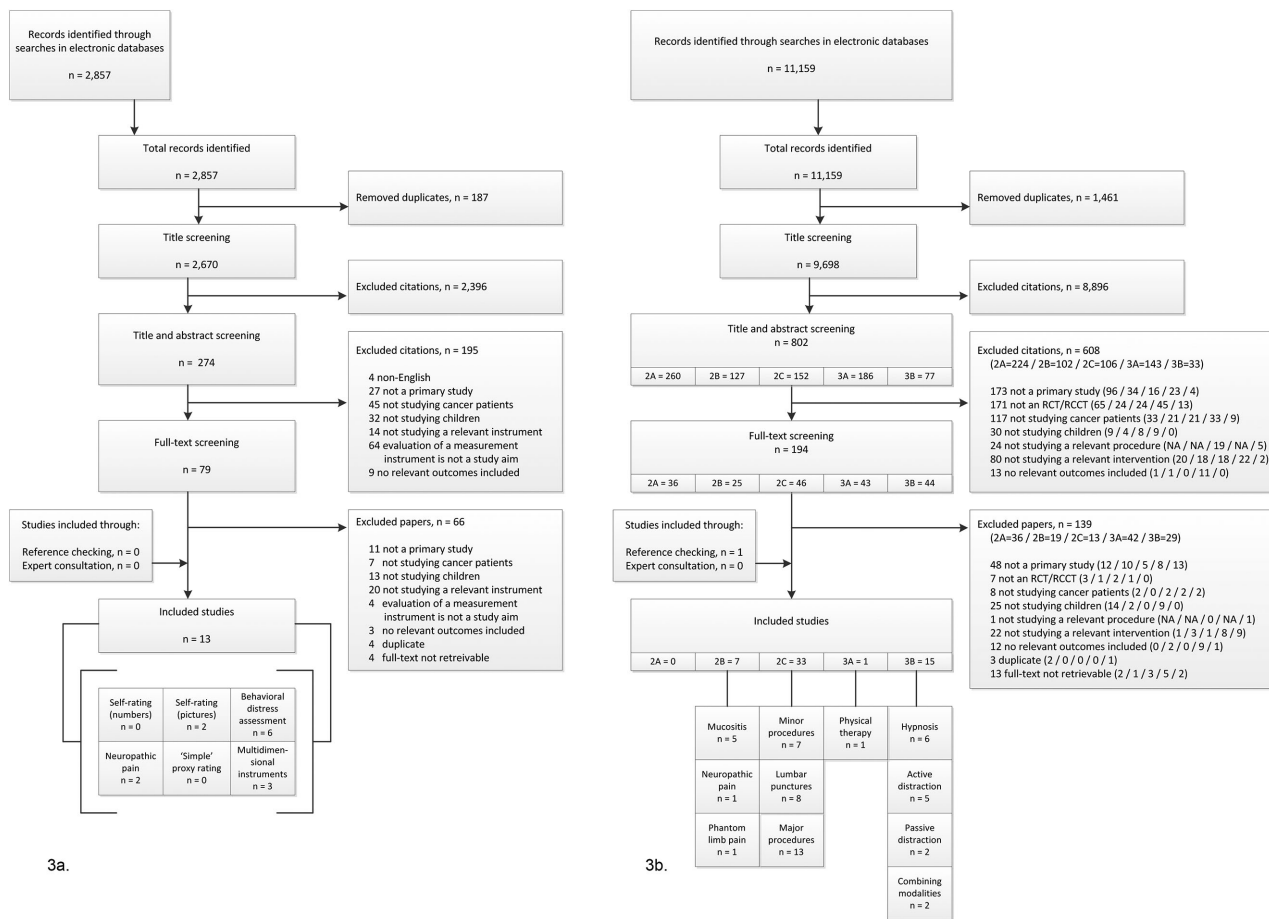 Records identified through
searches in electronic databases
n = 2,857
Total records identified
n = 2,857
Removed duplicates, n = 187
Title screening
n = 2,670
Excluded citations, n = 2,396
Title and abstract screening
n = 274
Excluded citations, n = 195
4 non-English
27 not a primary study
45 not studying cancer patients
32 not studying children
14 not studying a relevant instrument
64 evaluation of a measurement
instrument is not a study aim
9 no relevant outcomes included
Full-text screening
n = 79
Excluded papers, n = 66
11 not a primary study
7 not studying cancer patients
13 not studying children
20 not studying a relevant instrument
4 evaluation of a measurement
instrument is not a study aim
3 no relevant outcomes included
4 duplicate
4 full-text not retreivable
Studies included through:
Reference checking, n = 0
Expert consultation, n = 0
Included studies
n = 13
Self-rating
(numbers)
n = 0
Self-rating
(pictures)
n = 2
Behavioral
distress
assessment
n = 6
Neuropathic
pain
n = 2
‘Simple’
proxy rating
n = 0
Multidimen-
sional
instruments
n = 3
3a.
Records identified through searches in electronic databases
n = 11,159
Total records identified
n = 11,159
Removed duplicates, n = 1,461
Title screening
n = 9,698
Excluded citations, n = 8,896
Title and abstract screening
n = 802
2A = 260 2B = 127 2C = 152 3A = 186 3B = 77
Excluded citations, n = 608
(2A=224 / 2B=102 / 2C=106 / 3A=143 / 3B=33)
173 not a primary study (96 / 34 / 16 / 23 / 4)
171 not an RCT/RCCT (65 / 24 / 24 / 45 / 13)
117 not studying cancer patients (33 / 21 / 21 / 33 / 9)
30 not studying children (9 / 4 / 8 / 9 / 0)
24 not studying a relevant procedure (NA / NA / 19 / NA / 5)
80 not studying a relevant intervention (20 / 18 / 18 / 22 / 2)
13 no relevant outcomes included (1 / 1 / 0 / 11 / 0)
Full-text screening
n = 194
2A = 36 2B = 25 2C = 46 3A = 43 3B = 44
Excluded papers, n = 139
(2A=36 / 2B=19 / 2C=13 / 3A=42 / 3B=29)
48 not a primary study (12 / 10 / 5 / 8 / 13)
7 not an RCT/RCCT (3 / 1 / 2 / 1 / 0)
8 not studying cancer patients (2 / 0 / 2 / 2 / 2)
25 not studying children (14 / 2 / 0 / 9 / 0)
1 not studying a relevant procedure (NA / NA / 0 / NA / 1)
22 not studying a relevant intervention (1 / 3 / 1 / 8 / 9)
12 no relevant outcomes included (0 / 2 / 0 / 9 / 1)
3 duplicate (2 / 0 / 0 / 0 / 1)
13 full-text not retrievable (2 / 1 / 3 / 5 / 2)
Studies included through:
Reference checking, n = 1
Expert consultation, n = 0
Included studies
2A = 0 2B = 7 2C = 33 3A = 1 3B = 15
Mucositis
n = 5
Minor
procedures
n = 7
Physical
therapy
n = 1
Hypnosis
n = 6
Neuropathic
pain
n = 1
Lumbar
punctures
n = 8
Active
distraction
n = 5
Phantom
limb pain
n = 1
Major
procedures
n = 13
Passive
distraction
n = 2
Combining
modalities
n = 2
3b.